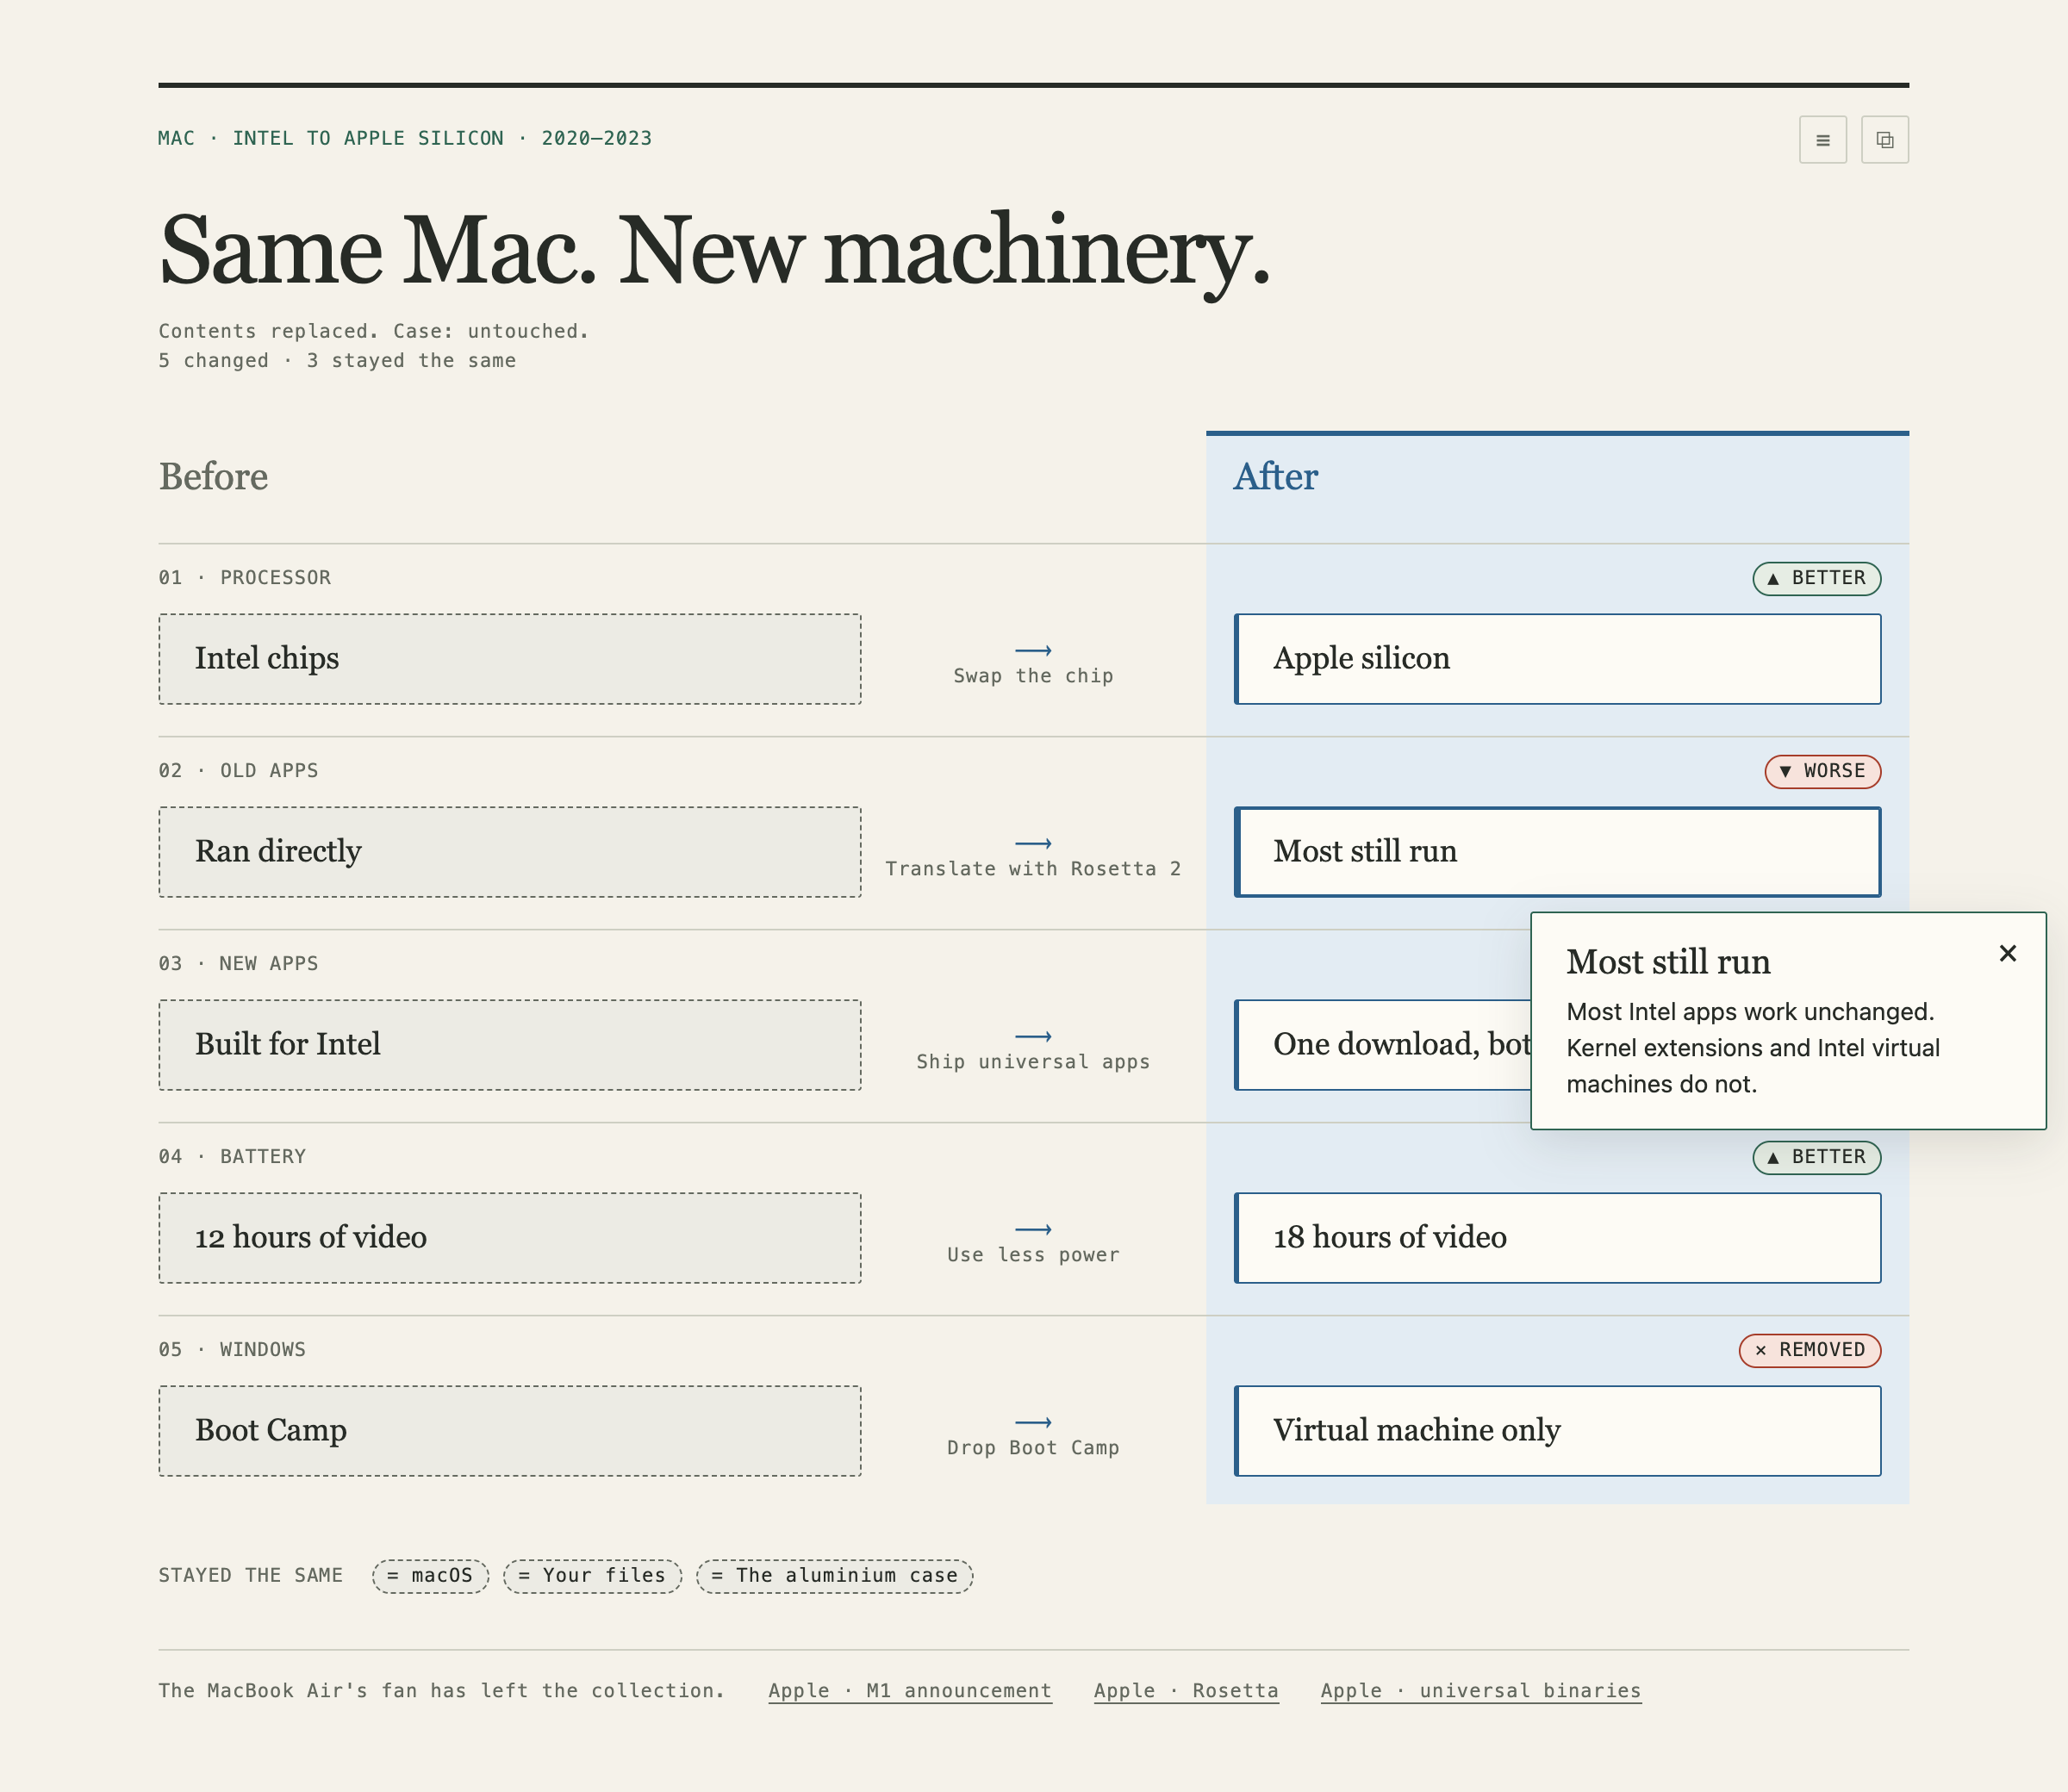 MAC · INTEL TO APPLE SILICON · 2020–2023
Same Mac. New machinery.
Contents replaced. Case: untouched.
5 changed · 3 stayed the same
Before
After
01 · PROCESSOR
▲ BETTER
Intel chips
→
Swap the chip
Apple silicon
02 · OLD APPS
▼ WORSE
Ran directly
→
Translate with Rosetta 2
Most still run
03 · NEW APPS
Built for Intel
→
Ship universal apps
One download,
Most still run
×
Most Intel apps work unchanged.
Kernel extensions and Intel virtual
machines do not.
04 · BATTERY
▲ BETTER
12 hours of video
→
Use less power
18 hours of video
05 · WINDOWS
× REMOVED
Boot Camp
→
Drop Boot Camp
Virtual machine only
STAYED THE SAME
= macOS
= Your files
= The aluminium case
The MacBook Air's fan has left the collection.
Apple · M1 announcement
Apple · Rosetta
Apple · universal binaries